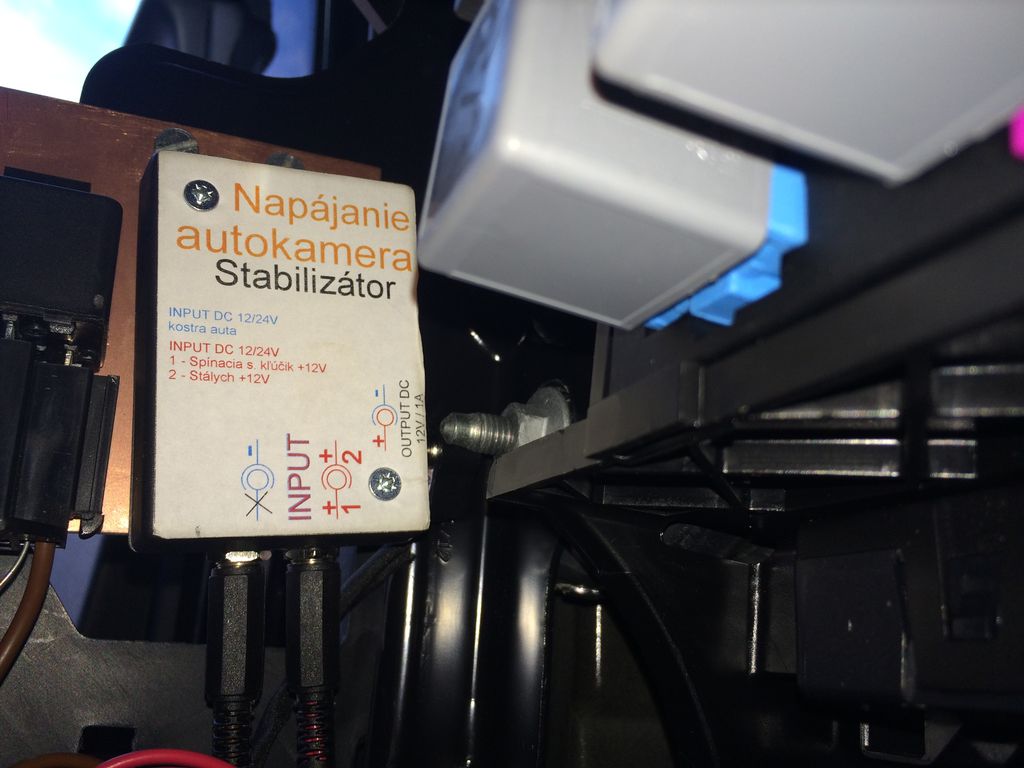 Napájanie
autokamera
Stabilizátor
INPUT DC 12/24V
kostra auta
INPUT DC 12/24V
1 - Spínacia s. kľúčik +12V
2 - Stálych +12V
- X
INPUT
+ + 1 2
- +
OUTPUT DC
12V / 1A